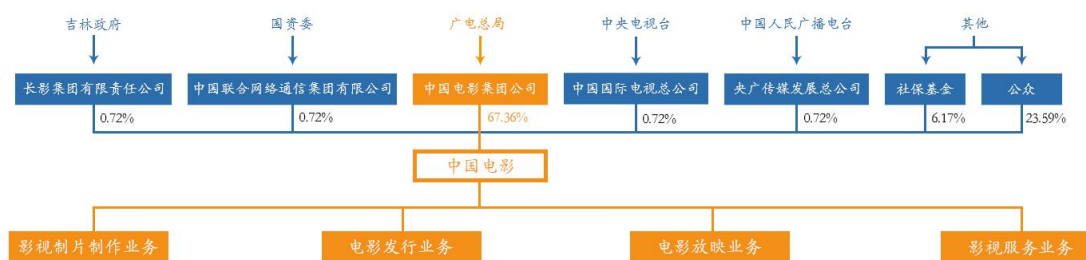 吉林政府
国资委
广电总局
中央电视台
中国人民广播电台
其他
长影集团有限责任公司
中国联合网络通信集团有限公司
中国电影集团公司
中国国际电视总公司
央广传媒发展总公司
社保基金
公众
0.72%
0.72%
67.36%
0.72%
0.72%
6.17%
23.59%
中国电影
影视制片制作业务
电影发行业务
电影放映业务
影视服务业务